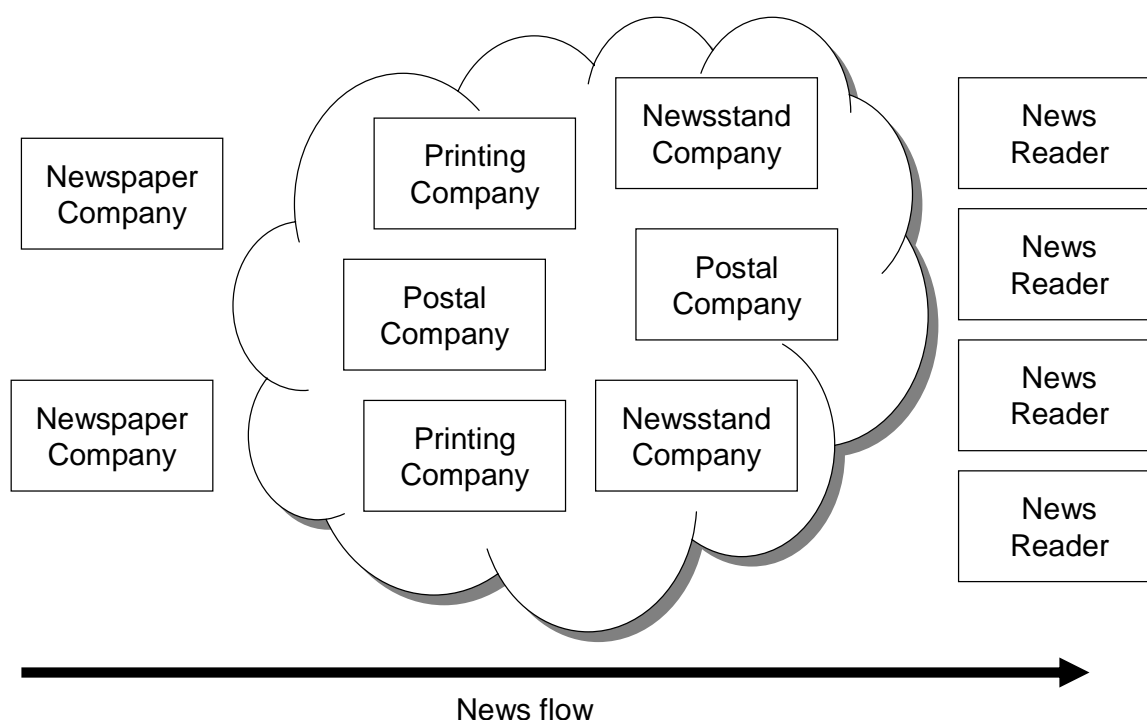 Newspaper
Company
Newspaper
Company
Printing
Company
Postal
Company
Printing
Company
Newsstand
Company
Postal
Company
Newsstand
Company
News
Reader
News
Reader
News
Reader
News
Reader
News flow